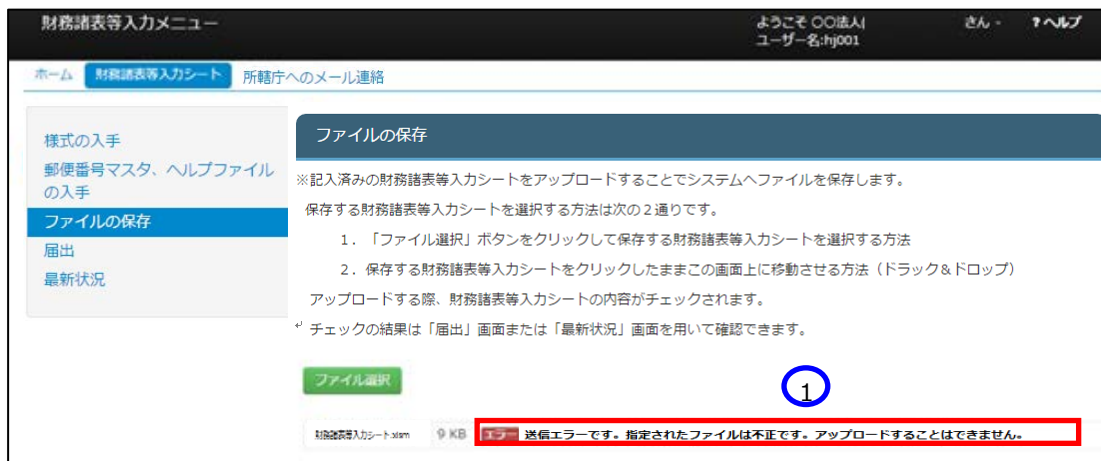 財務諸表等入力メニュー
ようこそ 〇〇法人( さん -
?ヘルプ
ユーザー名:hj001
ホーム 財務諸表等入力シート 所轄庁へのメール連絡
様式の入手
郵便番号マスタ、ヘルプファイル
の入手
ファイルの保存
届出
最新状況
ファイルの保存
※記入済みの財務諸表等入力シートをアップロードすることでシステムへファイルを保存します。
保存する財務諸表等入力シートを選択する方法は次の2通りです。
1.「ファイル選択」ボタンをクリックして保存する財務諸表等入力シートを選択する方法
2.保存する財務諸表等入力シートをクリックしたままこの画面上に移動させる方法(ドラック&ドロップ)
アップロードする際、財務諸表等入力シートの内容がチェックされます。
チェックの結果は「届出」画面または「最新状況」画面を用いて確認できます。
ファイル選択
1
財務諸表等入力シート.xlsm 9 KB エラー 送信エラーです。指定されたファイルは不正です。アップロードすることはできません。